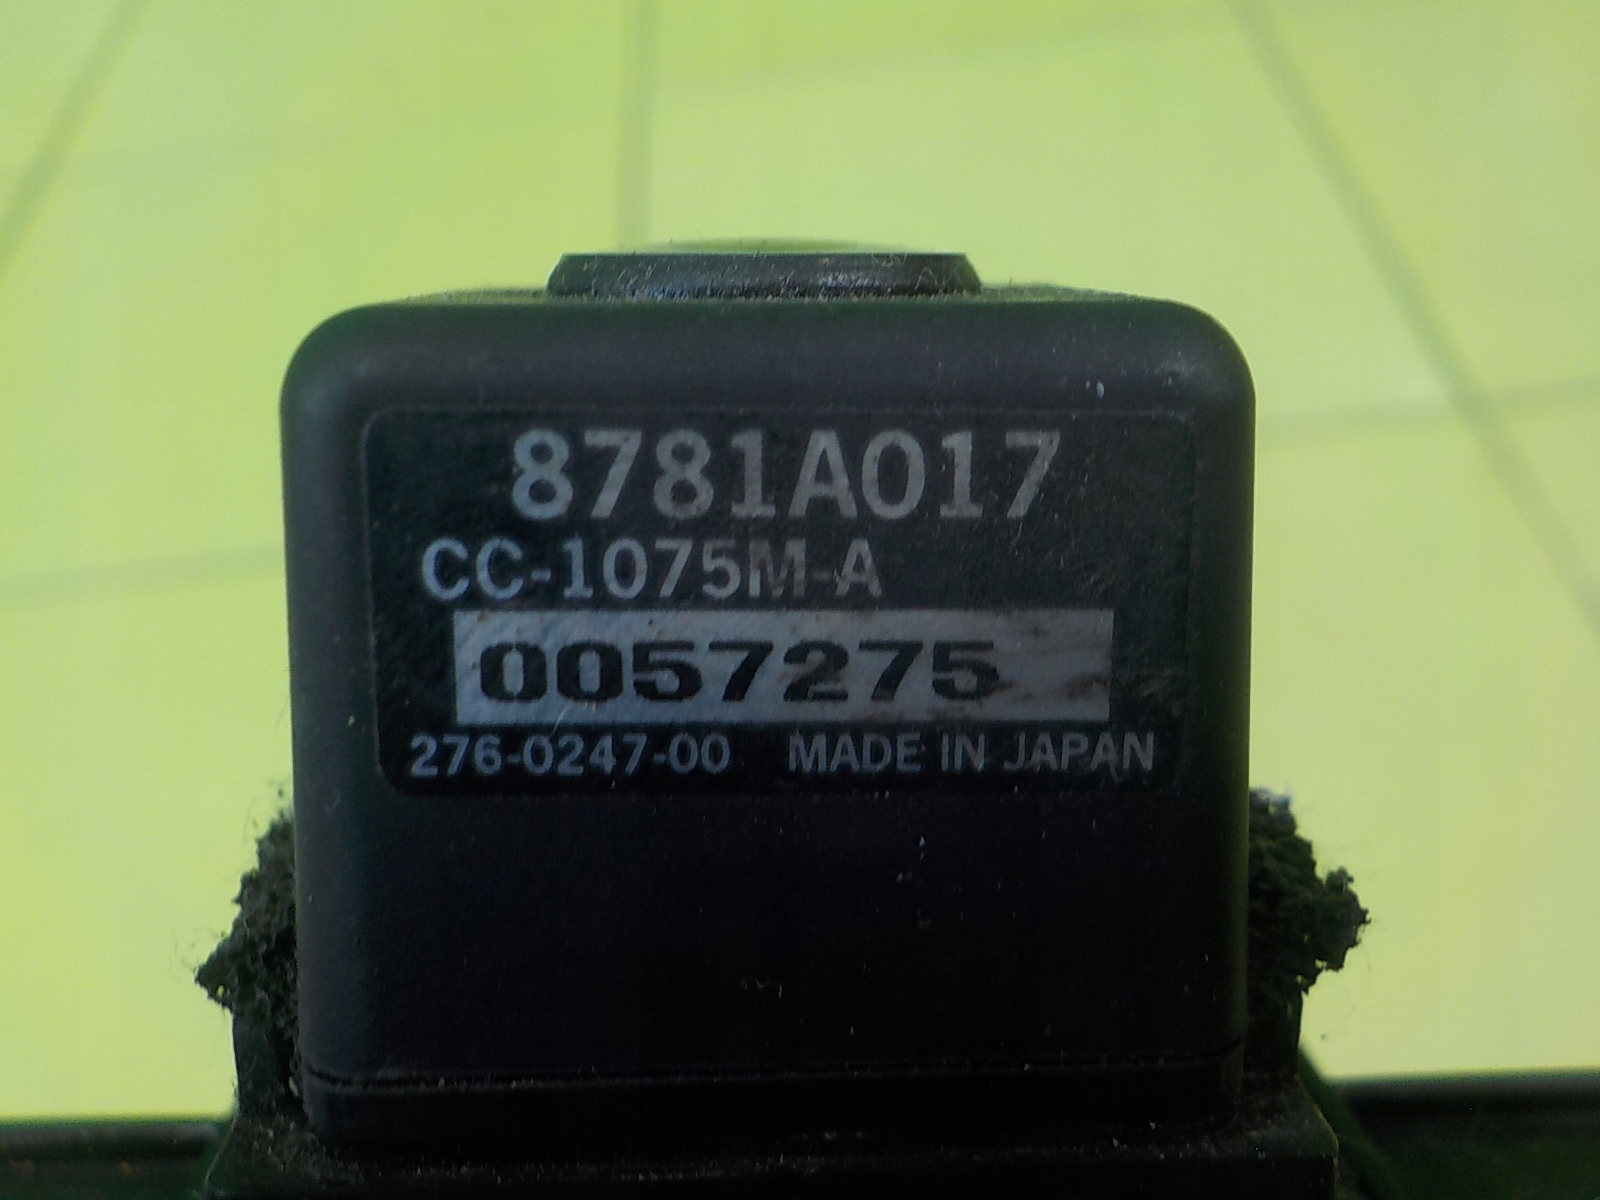 8781A017
CC-1075M-A
0057275
276-0247-00 MADE IN JAPAN